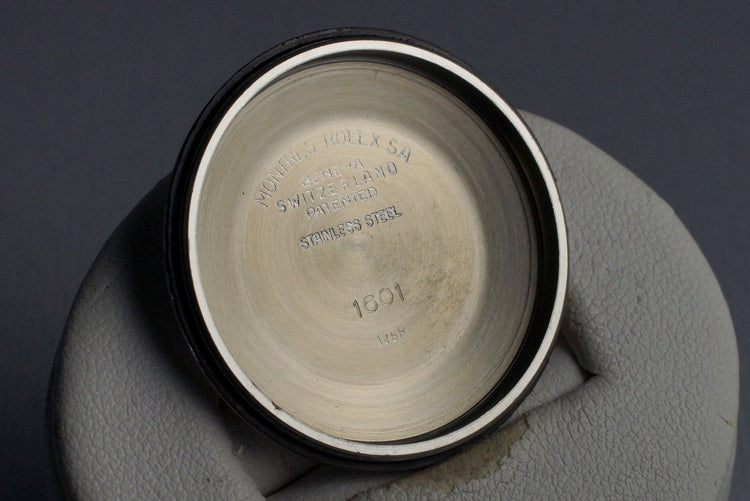 MONTRES ROLEX SA
GENEVA
SWITZERLAND
PATENTED
STAINLESS STEEL
1601